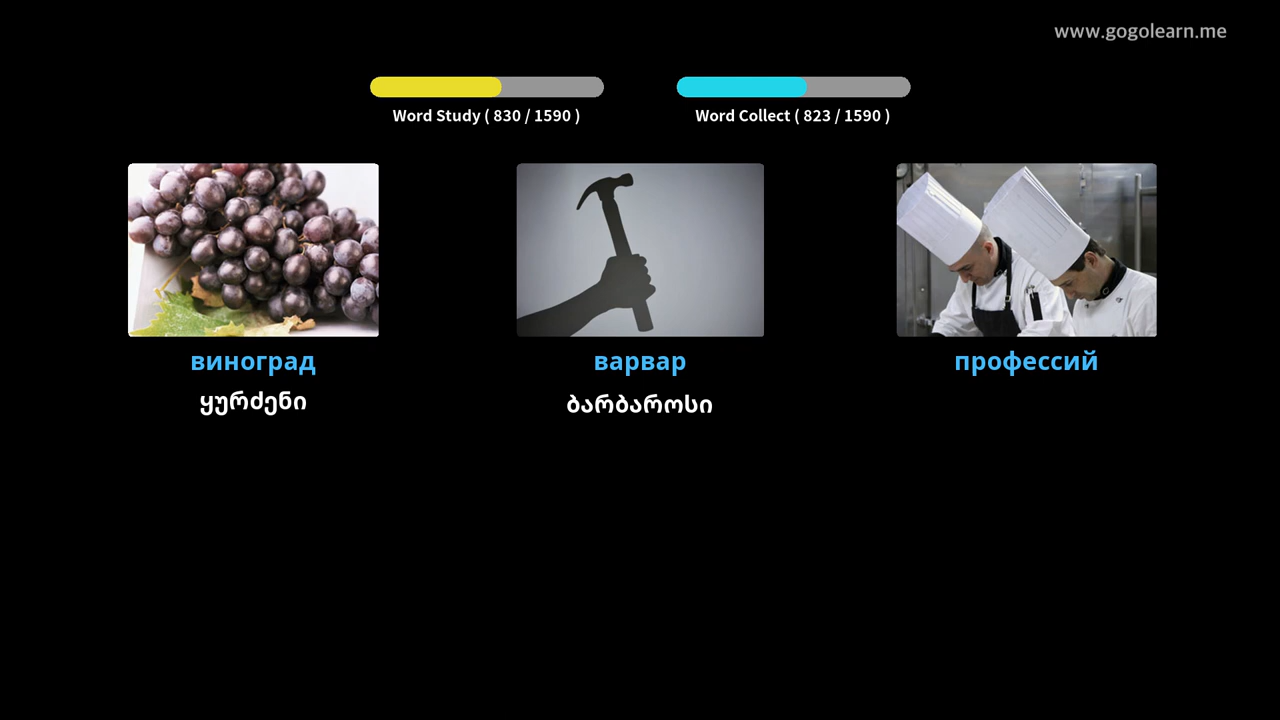 www.gogolearn.me
Word Study ( 830 / 1590 )
Word Collect ( 823 / 1590 )
виноград
варвар
профессий
ყურძენი
ბარბაროსი